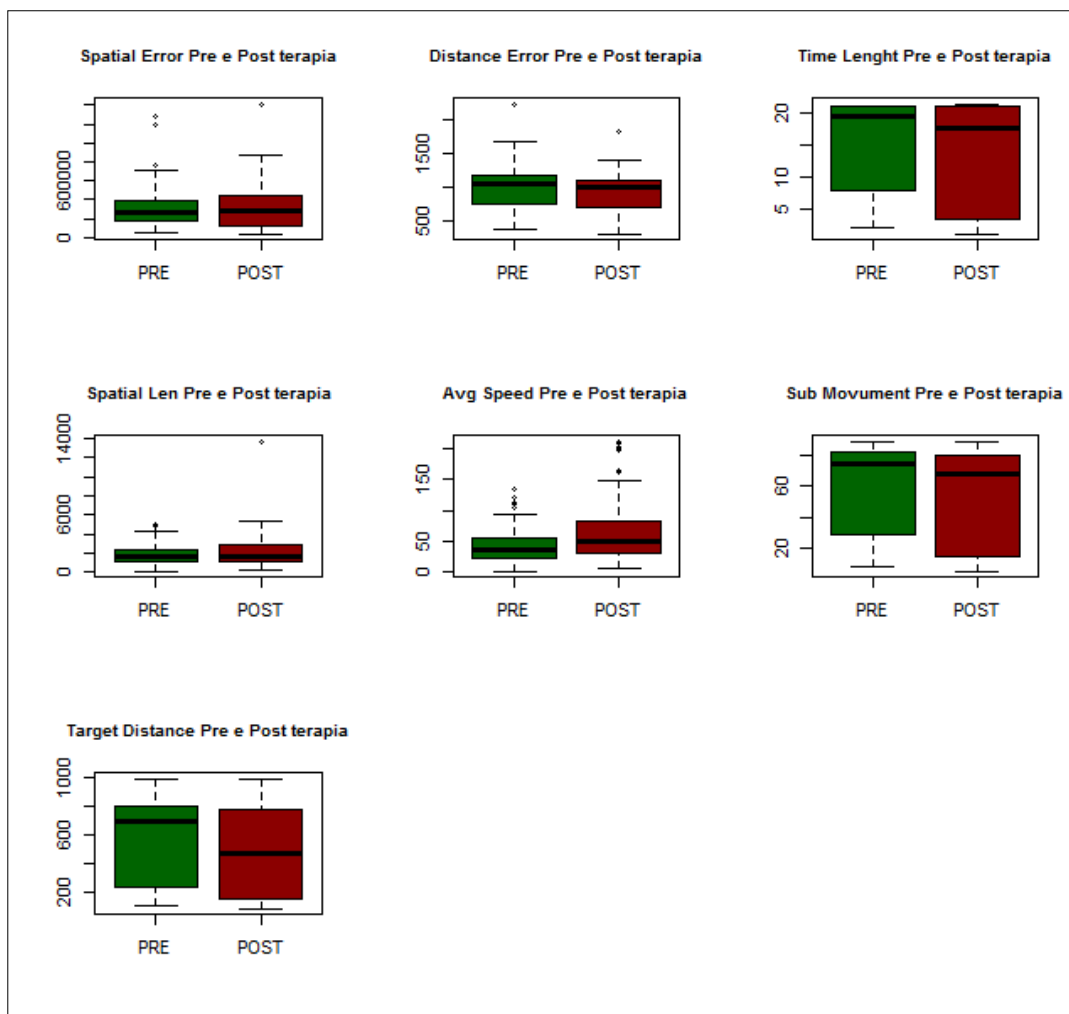 Spatial Error Pre e Post terapia
600000
0
PRE POST
Distance Error Pre e Post terapia
1500
500
PRE POST
Time Lenght Pre e Post terapia
20
10
5
PRE POST
Spatial Len Pre e Post terapia
14000
6000
0
PRE POST
Avg Speed Pre e Post terapia
150
50
0
PRE POST
Sub Movument Pre e Post terapia
60
20
PRE POST
Target Distance Pre e Post terapia
1000
600
200
PRE POST